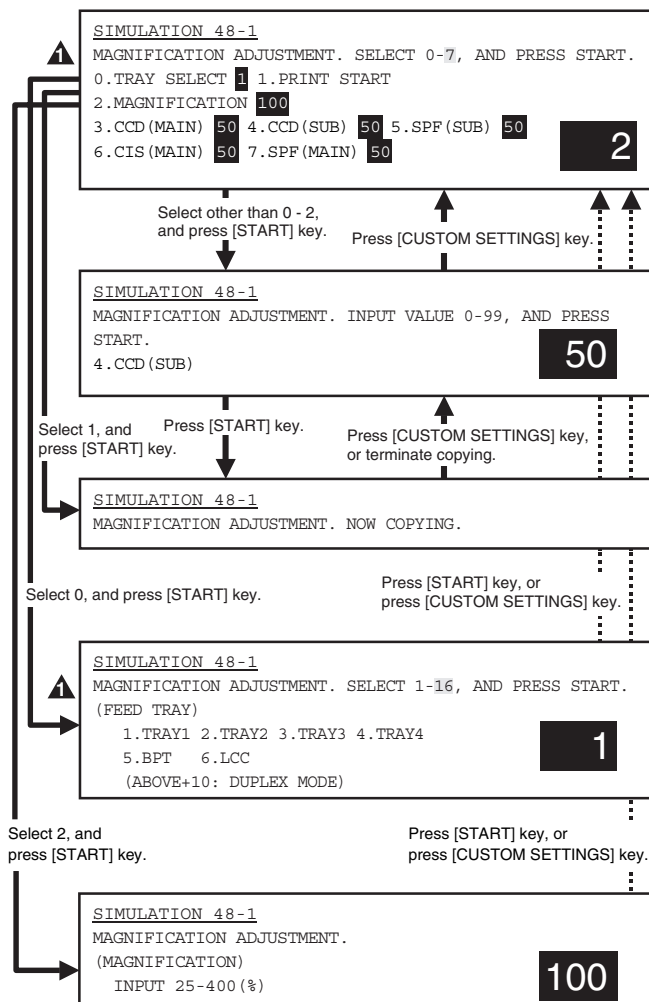 SIMULATION 48-1
1
MAGNIFICATION ADJUSTMENT. SELECT 0-7, AND PRESS START.
0.TRAY SELECT 1 1.PRINT START
2.MAGNIFICATION 100
3.CCD(MAIN) 50 4.CCD(SUB) 50 5.SPF(SUB) 50
6.CIS(MAIN) 50 7.SPF(MAIN) 50
2
Select other than 0 - 2,
and press [START] key.
Press [CUSTOM SETTINGS] key.
SIMULATION 48-1
MAGNIFICATION ADJUSTMENT. INPUT VALUE 0-99, AND PRESS
START.
4.CCD(SUB)
50
Select 1, and
press [START] key.
Press [START] key.
Press [CUSTOM SETTINGS] key,
or terminate copying.
SIMULATION 48-1
MAGNIFICATION ADJUSTMENT. NOW COPYING.
Select 0, and press [START] key.
Press [START] key, or
press [CUSTOM SETTINGS] key.
SIMULATION 48-1
1
MAGNIFICATION ADJUSTMENT. SELECT 1-16, AND PRESS START.
(FEED TRAY)
1.TRAY1 2.TRAY2 3.TRAY3 4.TRAY4
5.BPT 6.LCC
(ABOVE+10: DUPLEX MODE)
1
Select 2, and
press [START] key.
Press [START] key, or
press [CUSTOM SETTINGS] key.
SIMULATION 48-1
MAGNIFICATION ADJUSTMENT.
(MAGNIFICATION)
INPUT 25-400(%)
100